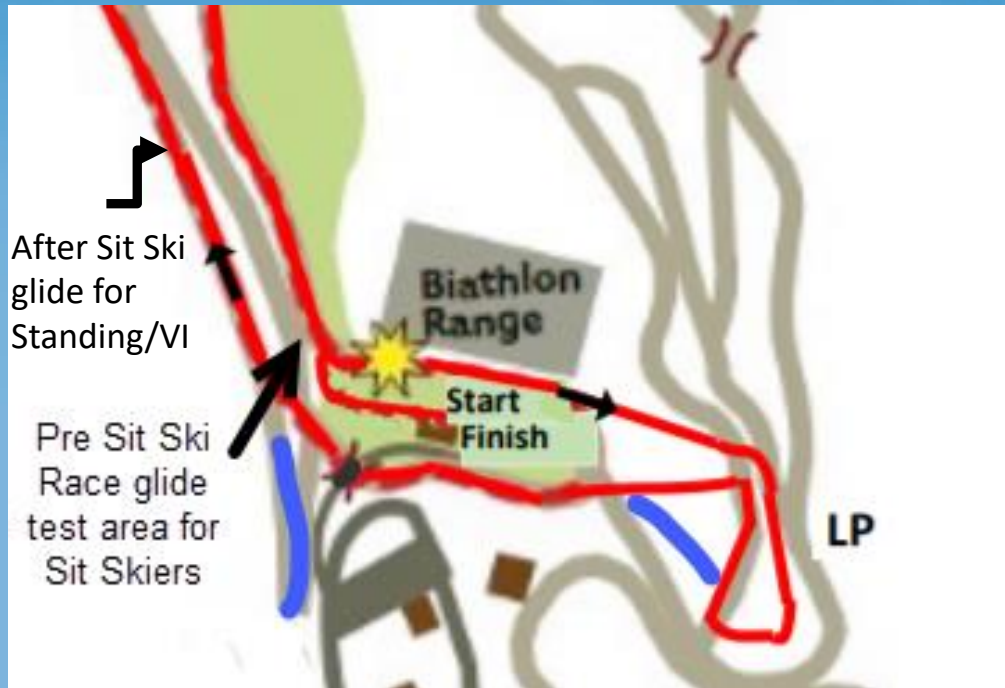 After Sit Ski
glide for
Standing/VI
Biathlon
Range
Start
Finish
Pre Sit Ski
Race glide
test area for
Sit Skiers
LP